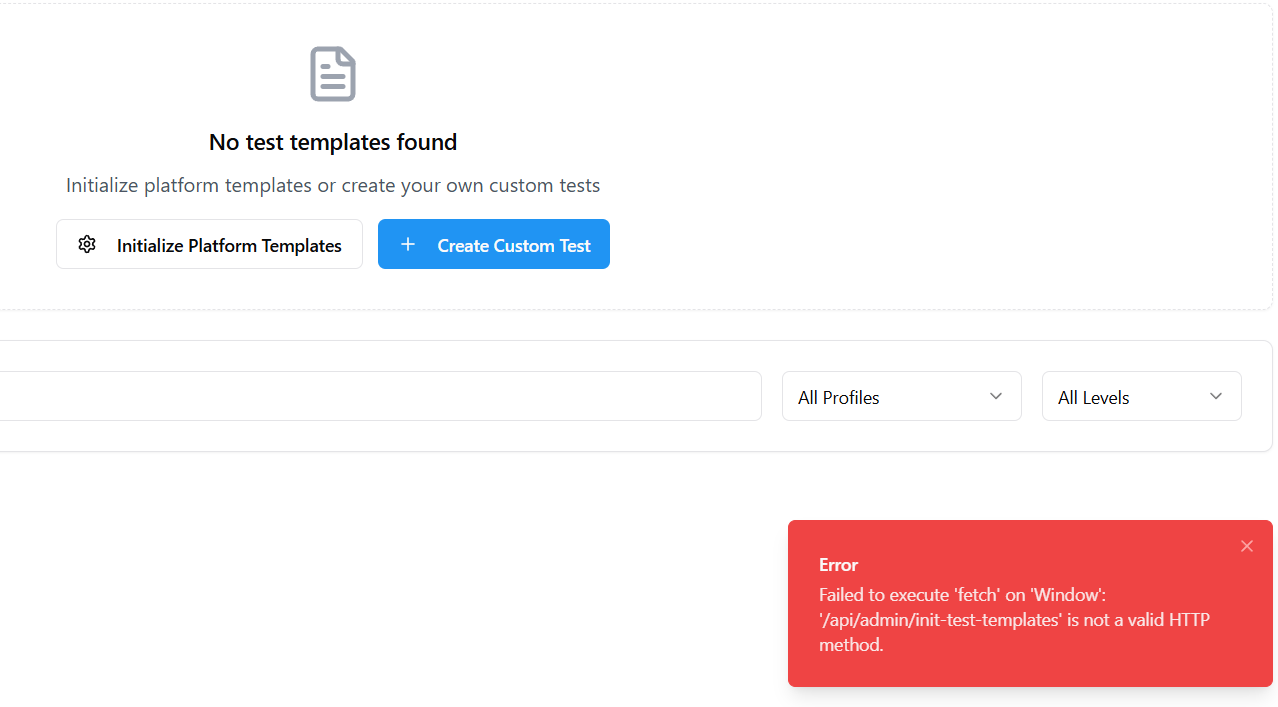 No test templates found
Initialize platform templates or create your own custom tests
Initialize Platform Templates
Create Custom Test
All Profiles
All Levels
Error
Failed to execute 'fetch' on 'Window':
'/api/admin/init-test-templates' is not a valid HTTP
method.